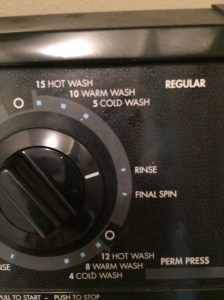 15 HOT WASH
10 WARM WASH
5 COLD WASH
REGULAR
RINSE
FINAL SPIN
12 HOT WASH
8 WARM WASH
4 COLD WASH
PERM PRESS
PULL TO START - PUSH TO STOP